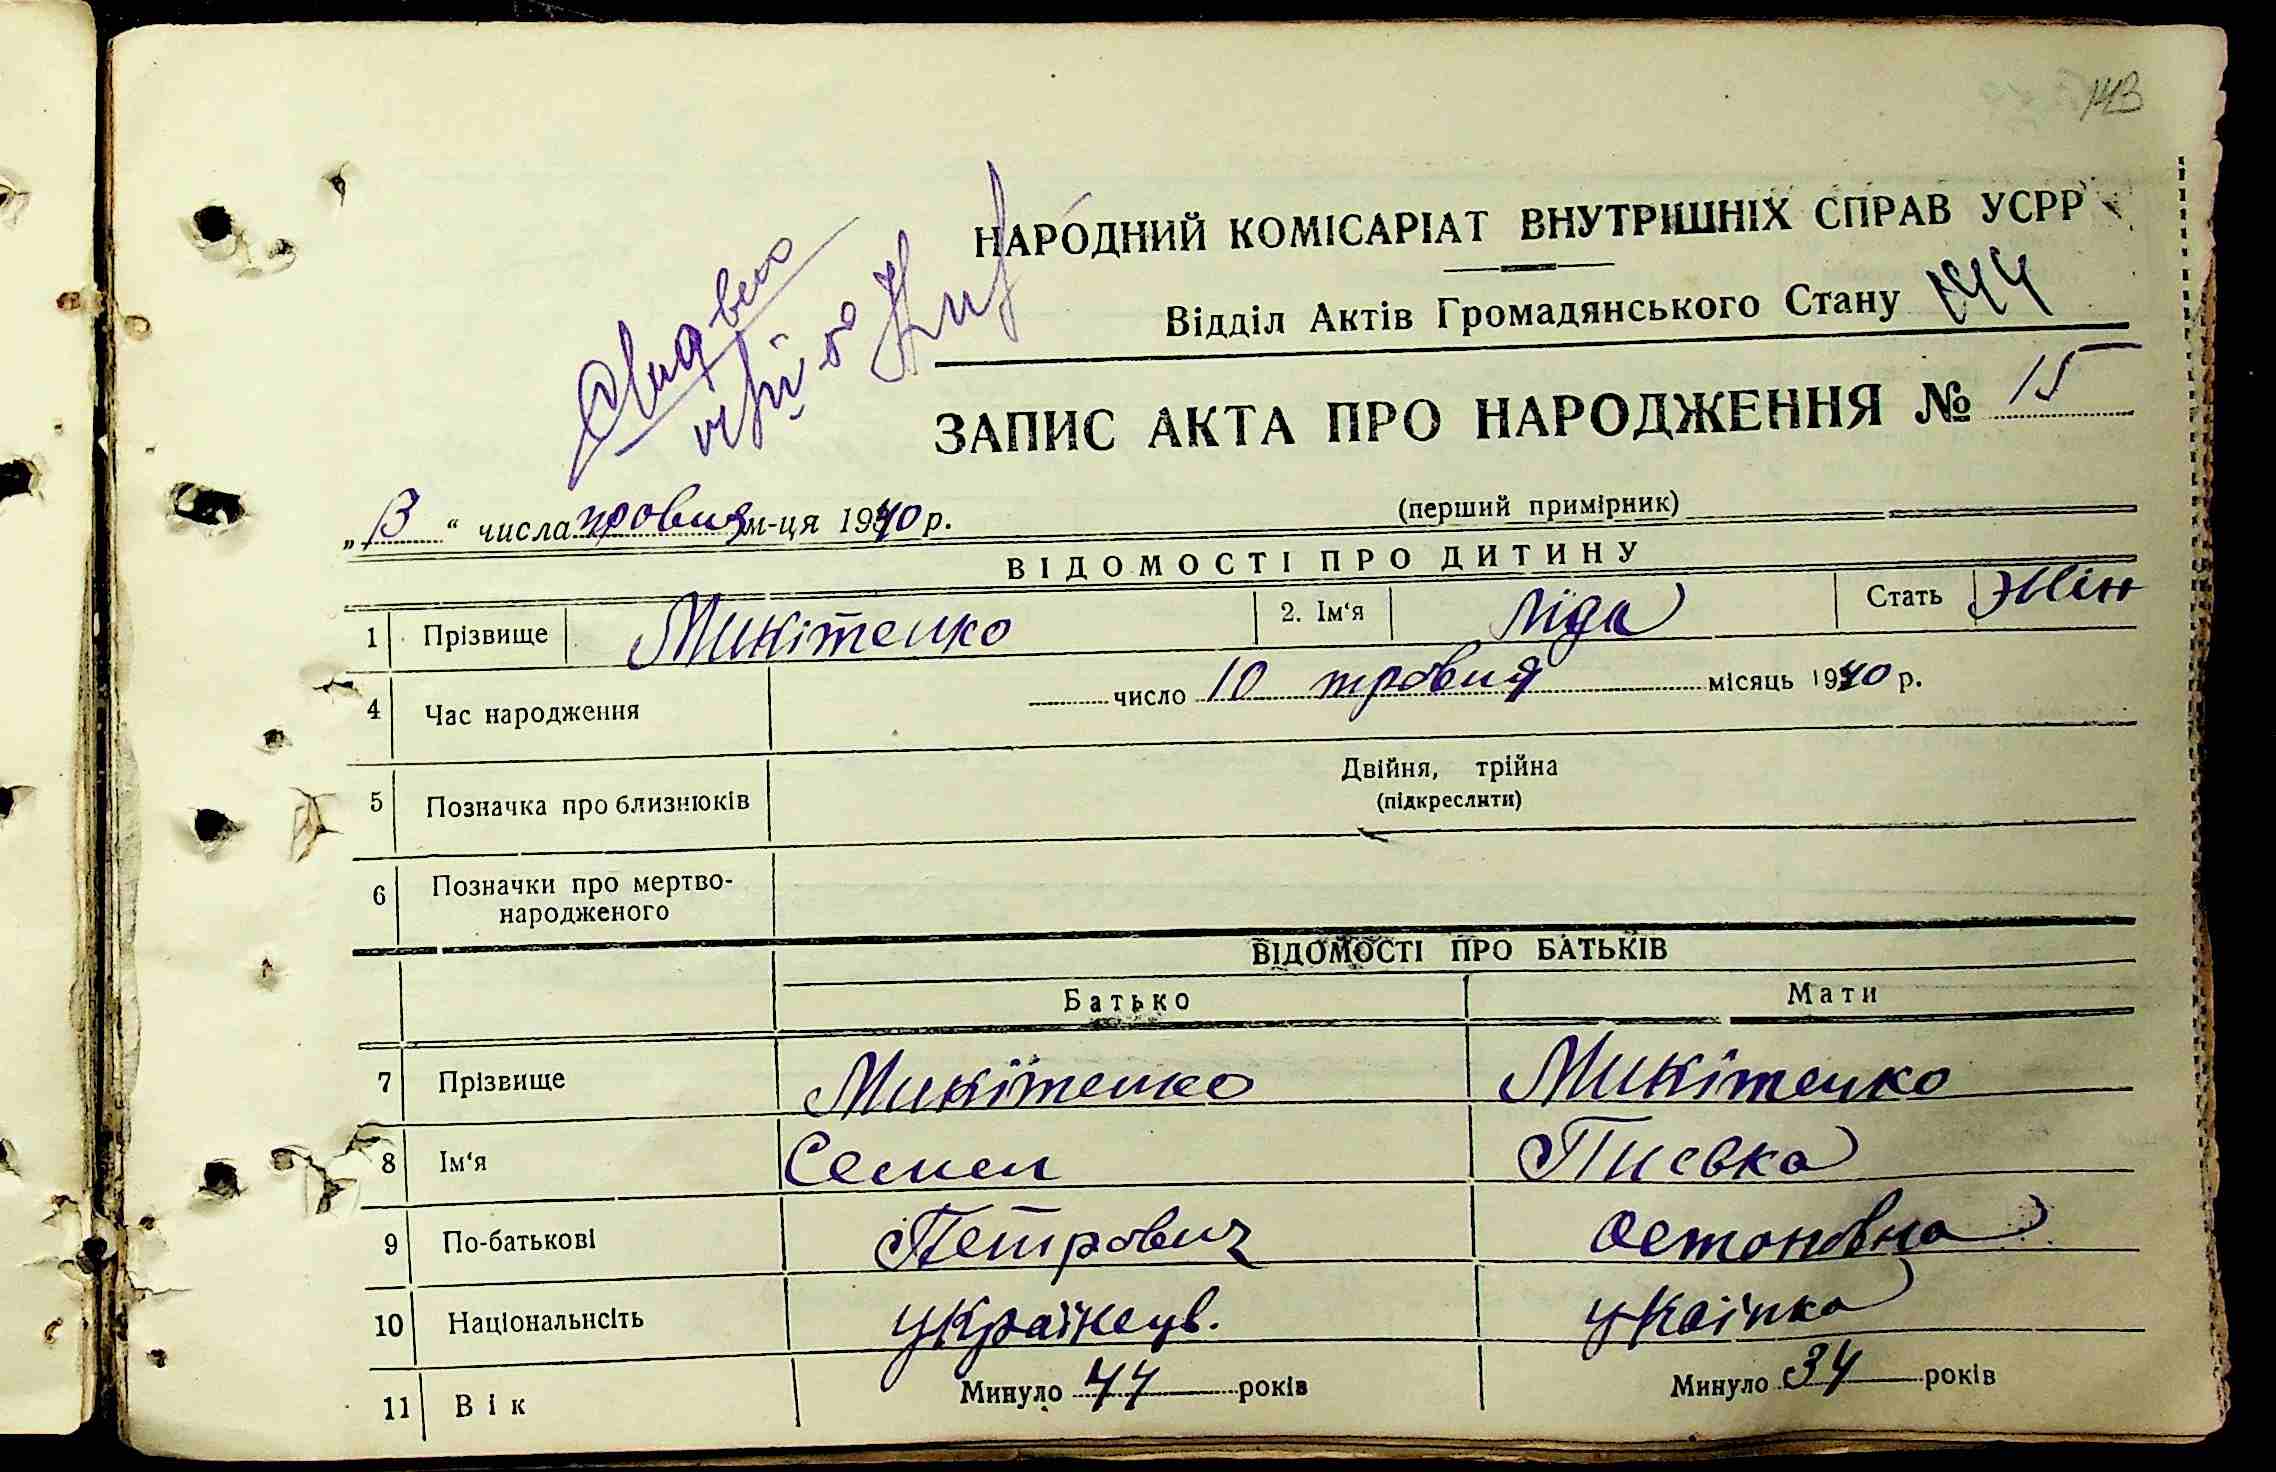 143
НАРОДНИЙ КОМІСАРІАТ ВНУТРІШНІХ СПРАВ УСРР
Відділ Актів Громадянського Стану
ЗАПИС АКТА ПРО НАРОДЖЕННЯ № 15
(перший примірник)
„13“ числа травня м-ця 1940 р.
ВІДОМОСТІ ПРО ДИТИНУ
1 Прізвище Микітенко 2. Ім‘я Ліда Стать Жін
4 Час народження число 10 травня місяць 1940 р.
5 Позначка про близнюків Двійня, трійна
(підкреслити)
6 Позначки про мертво-
народженого
ВІДОМОСТІ ПРО БАТЬКІВ
Батько Мати
7 Прізвище Микітенко Микітенко
8 Ім‘я Семен
9 По-батькові Петрович Остаповна
10 Національнсіть українець. укаінка
11 Вік Минуло 44 років Минуло 34 років